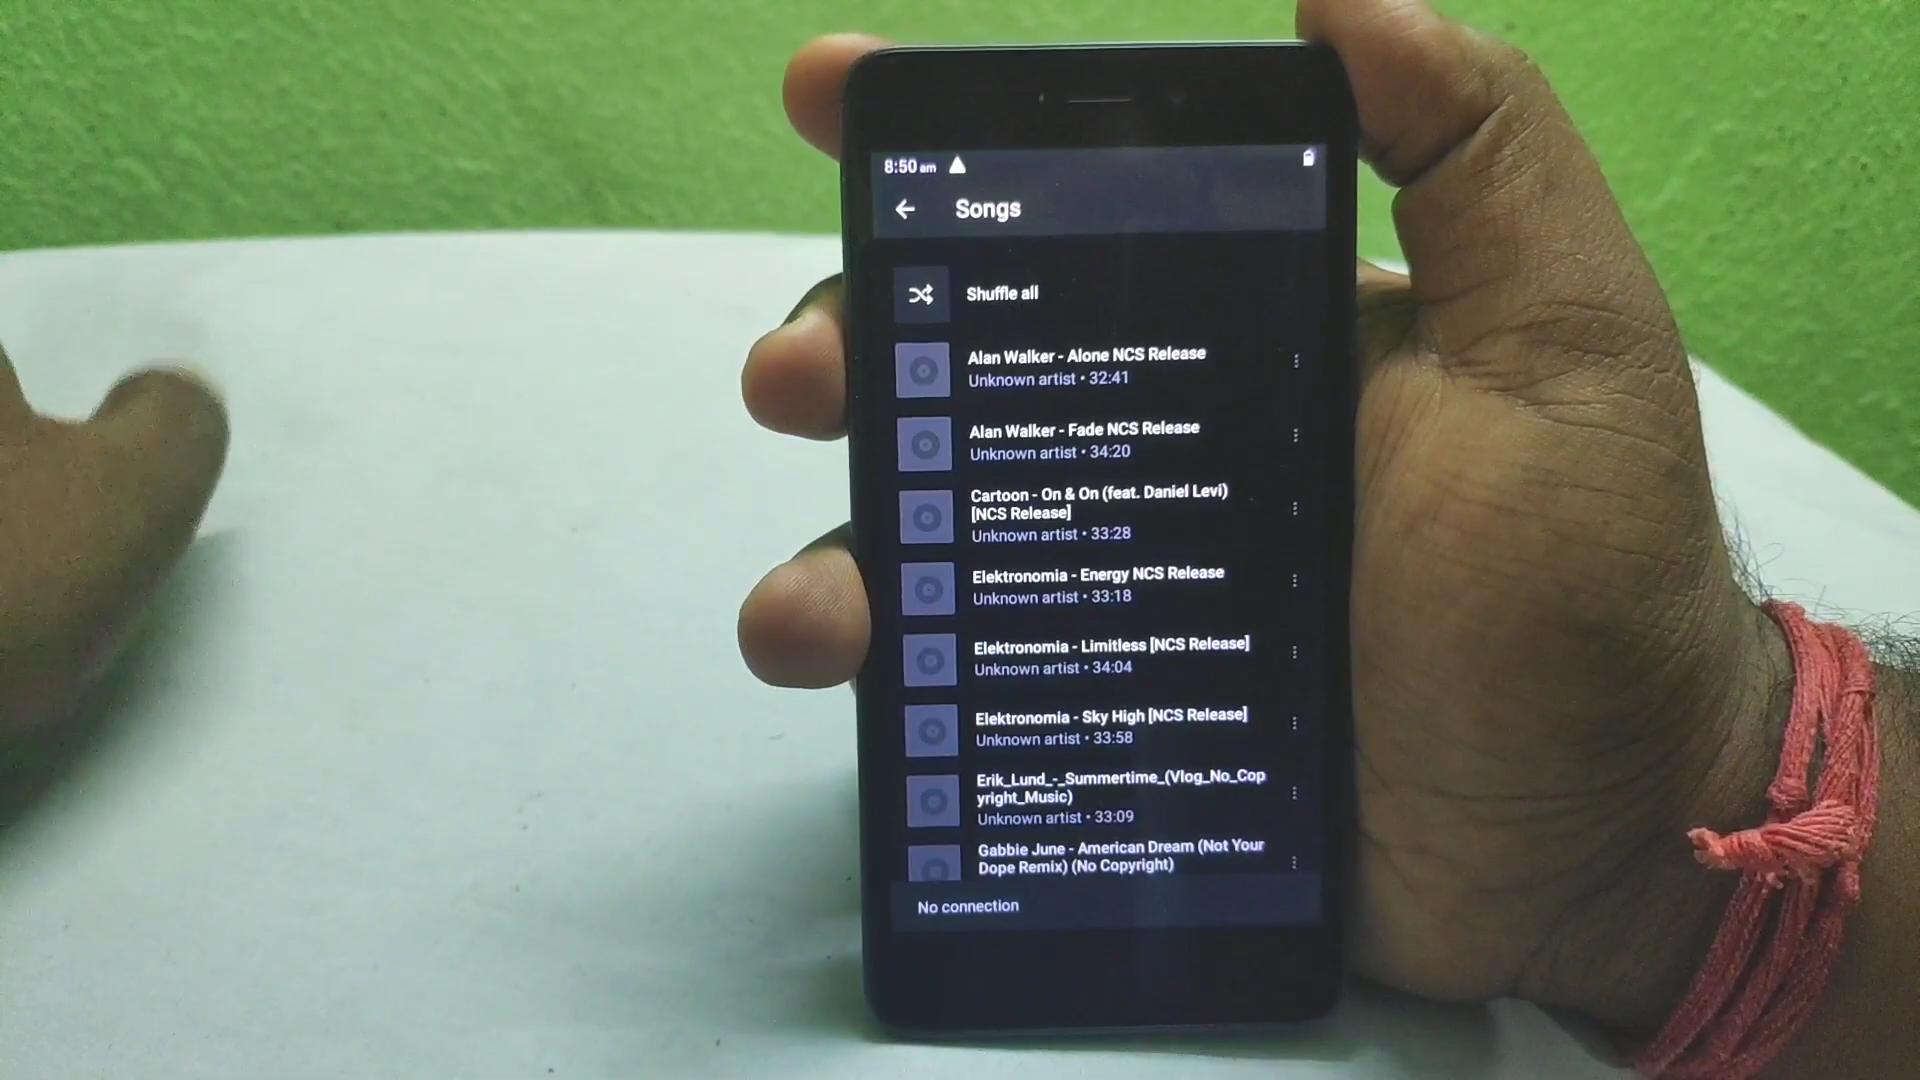 8:50 am
Songs
Shuffle all
Alan Walker - Alone NCS Release
Unknown artist • 32:41
Alan Walker - Fade NCS Release
Unknown artist • 34:20
Cartoon - On & On (feat. Daniel Levi)
[NCS Release]
Unknown artist • 33:28
Elektronomia - Energy NCS Release
Unknown artist • 33:18
Elektronomia - Limitless [NCS Release]
Unknown artist • 34:04
Elektronomia - Sky High [NCS Release]
Unknown artist • 33:58
Erik_Lund_-_Summertime_(Vlog_No_Cop
yright_Music)
Unknown artist • 33:09
Gabbie June - American Dream (Not Your
Dope Remix) (No Copyright)
No connection